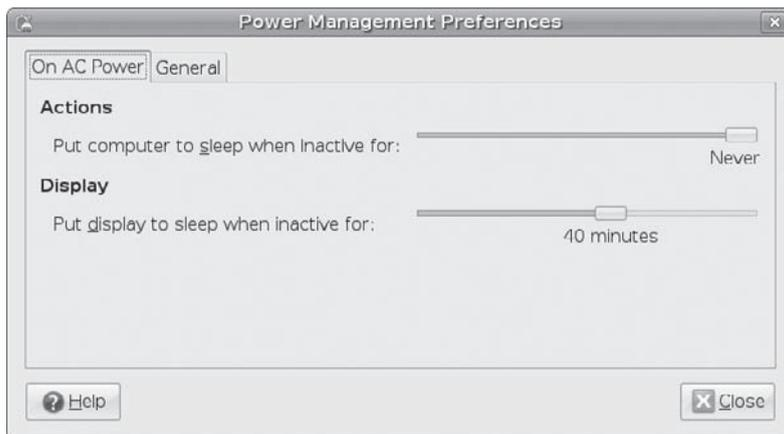 Power Management Preferences
On AC Power General
Actions
Put computer to sleep when inactive for:
Never
Display
Put display to sleep when inactive for:
40 minutes
Help Close